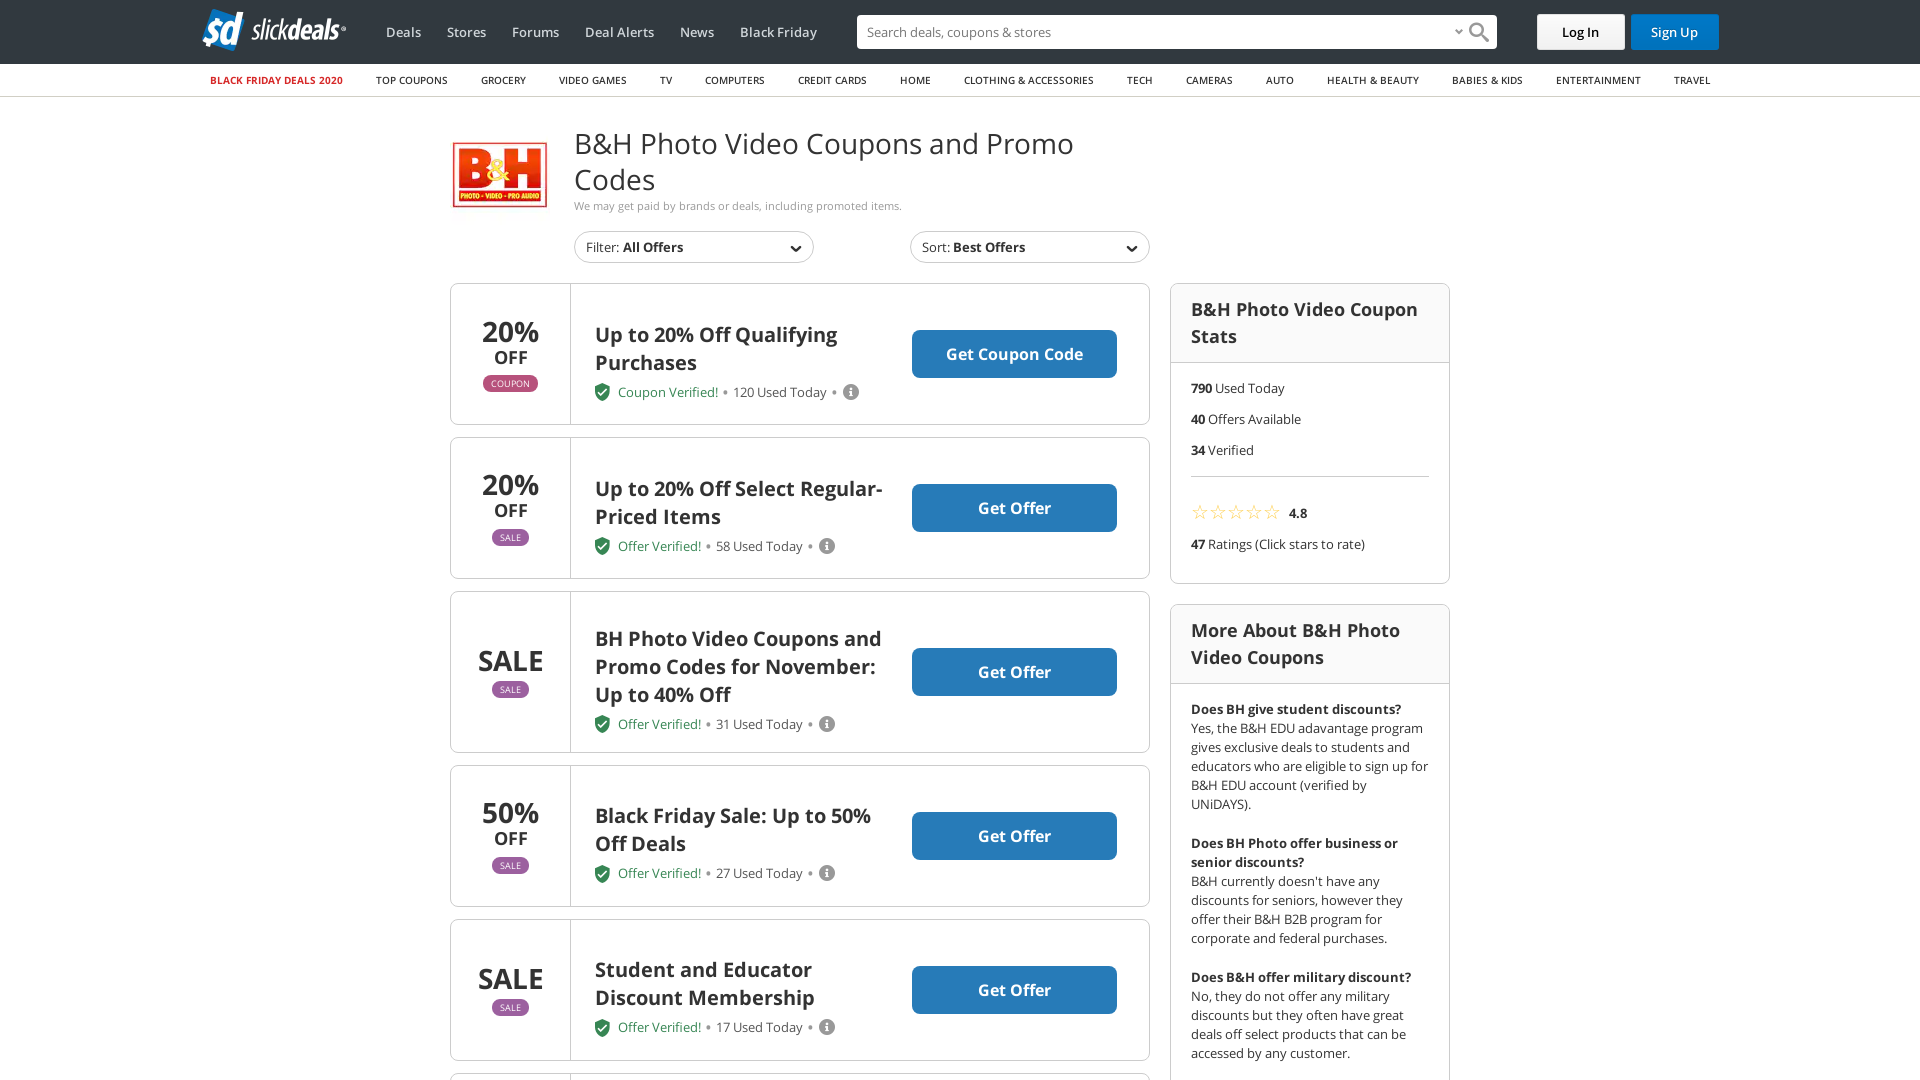 sd slickdeals
Deals
Stores
Forums
Deal Alerts
News
Black Friday
Search deals, coupons & stores
Log In
Sign Up
BLACK FRIDAY DEALS 2020
TOP COUPONS
GROCERY
VIDEO GAMES
TV
COMPUTERS
CREDIT CARDS
HOME
CLOTHING & ACCESSORIES
TECH
CAMERAS
AUTO
HEALTH & BEAUTY
BABIES & KIDS
ENTERTAINMENT
TRAVEL
B&H
PHOTO - VIDEO - PRO AUDIO
B&H Photo Video Coupons and Promo
Codes
We may get paid by brands or deals, including promoted items.
Filter: All Offers
Sort: Best Offers
20%
OFF
COUPON
Up to 20% Off Qualifying
Purchases
Coupon Verified! • 120 Used Today •
Get Coupon Code
20%
OFF
SALE
Up to 20% Off Select Regular-
Priced Items
Offer Verified! • 58 Used Today •
Get Offer
SALE
SALE
BH Photo Video Coupons and
Promo Codes for November:
Up to 40% Off
Offer Verified! • 31 Used Today •
Get Offer
50%
OFF
SALE
Black Friday Sale: Up to 50%
Off Deals
Offer Verified! • 27 Used Today •
Get Offer
SALE
SALE
Student and Educator
Discount Membership
Offer Verified! • 17 Used Today •
Get Offer
B&H Photo Video Coupon
Stats
790 Used Today
40 Offers Available
34 Verified
☆☆☆☆☆ 4.8
47 Ratings (Click stars to rate)
More About B&H Photo
Video Coupons
Does BH give student discounts?
Yes, the B&H EDU adavantage program
gives exclusive deals to students and
educators who are eligible to sign up for
B&H EDU account (verified by
UNiDAYS).
Does BH Photo offer business or
senior discounts?
B&H currently doesn't have any
discounts for seniors, however they
offer their B&H B2B program for
corporate and federal purchases.
Does B&H offer military discount?
No, they do not offer any military
discounts but they often have great
deals off select products that can be
accessed by any customer.